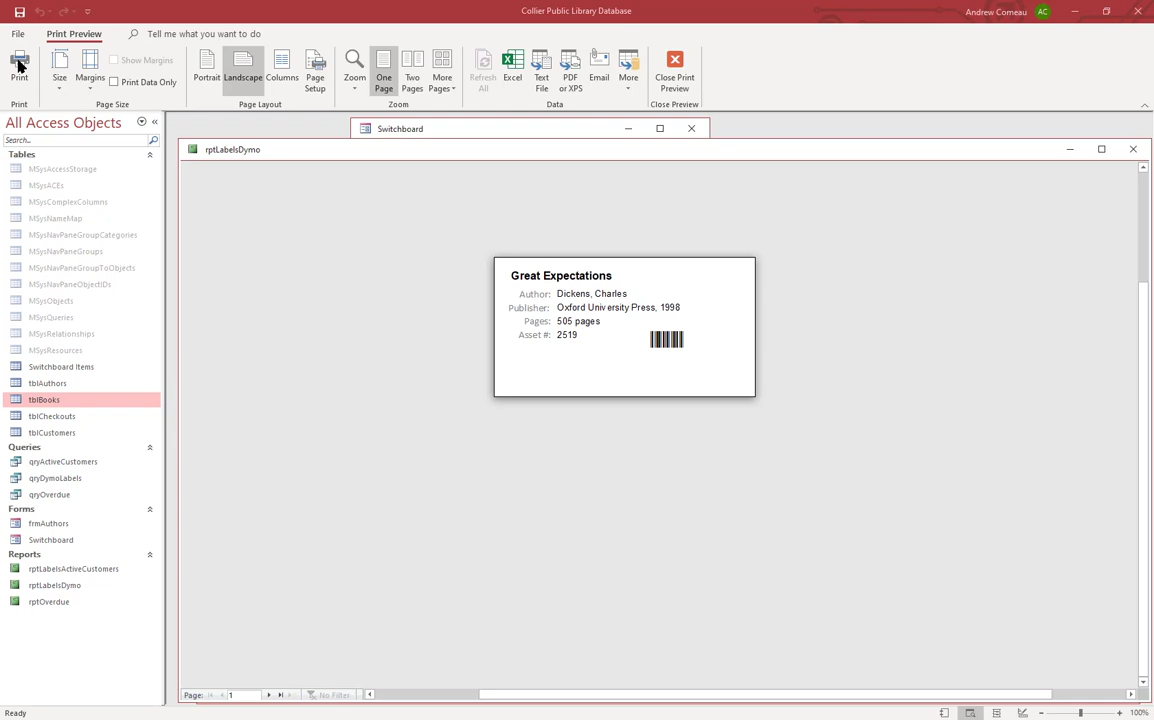 Collier Public Library Database
Andrew Comeau
AC
File
Print Preview
Tell me what you want to do
Print
Size
Margins
Show Margins
Print Data Only
Portrait
Landscape
Columns
Page Setup
Zoom
One Page
Two Pages
More Pages
Refresh All
Excel
Text File
PDF or XPS
Email
More
Close Print Preview
Print
Page Size
Page Layout
Zoom
Data
Close Preview
All Access Objects
Search...
Tables
MSysAccessStorage
MSysACEs
MSysComplexColumns
MSysNameMap
MSysNavPaneGroupCategories
MSysNavPaneGroups
MSysNavPaneGroupToObjects
MSysNavPaneObjectIDs
MSysObjects
MSysQueries
MSysRelationships
MSysResources
Switchboard Items
tblAuthors
tblBooks
tblCheckouts
tblCustomers
Queries
qryActiveCustomers
qryDymoLabels
qryOverdue
Forms
frmAuthors
Switchboard
Reports
rptLabelsActiveCustomers
rptLabelsDymo
rptOverdue
Switchboard
rptLabelsDymo
Great Expectations
Author: Dickens, Charles
Publisher: Oxford University Press, 1998
Pages: 505 pages
Asset #: 2519
Page: 1
No Filter
Ready
100%